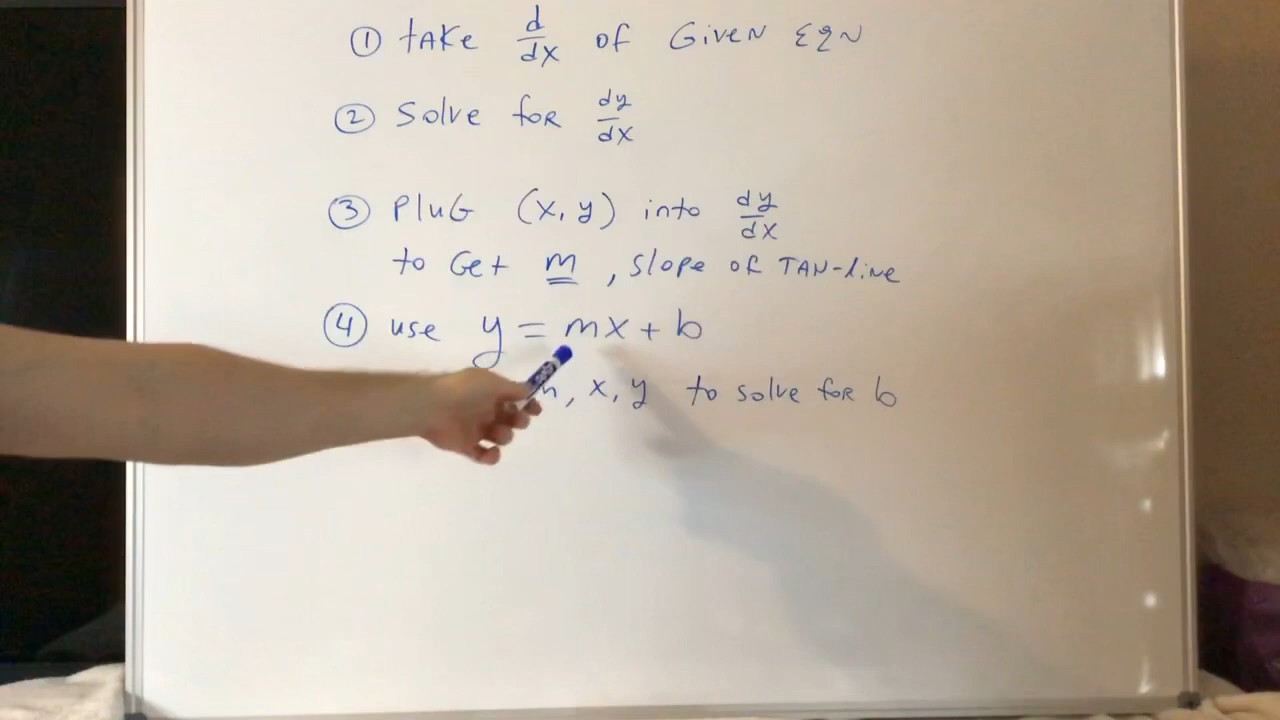 ① TAKE d/dx of GIVEN EQN
② Solve for dy/dx
③ PluG (x, y) into dy/dx
to Get m, slope of TAN-line
④ use y = mx + b
, x, y to solve for b